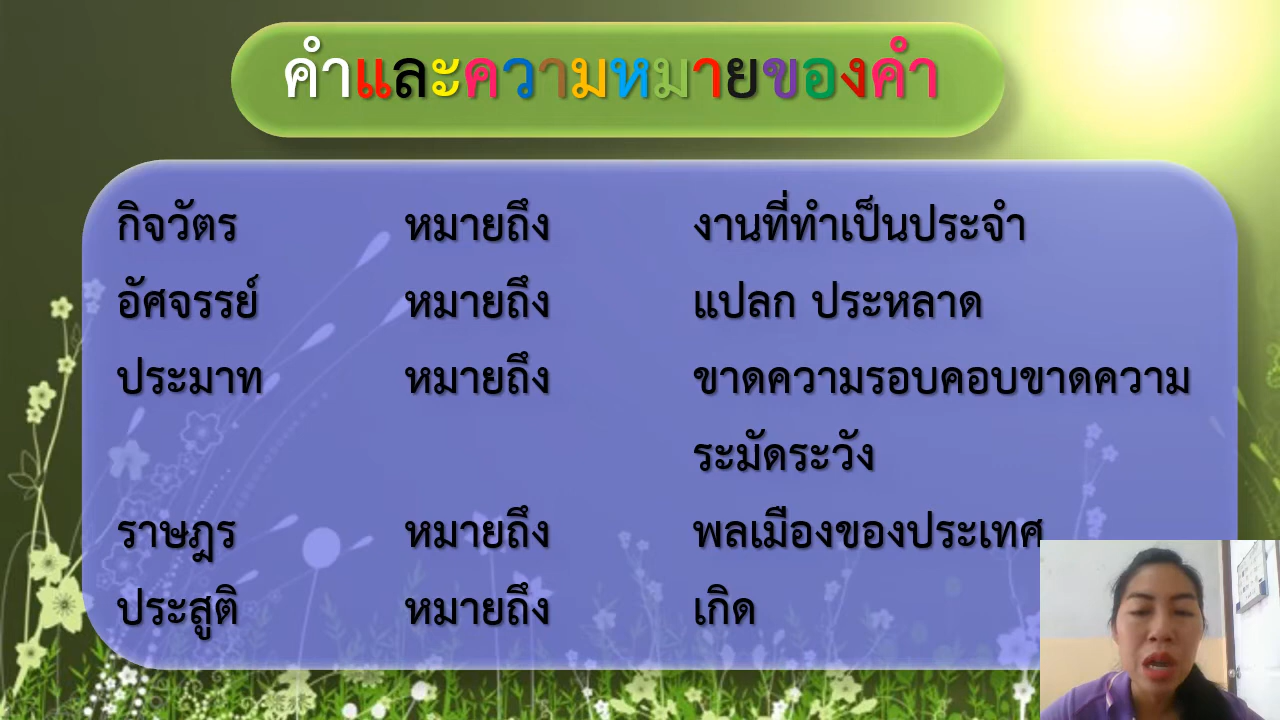 คำและความหมายของคำ
กิจวัตร หมายถึง งานที่ทำเป็นประจำ
อัศจรรย์ หมายถึง แปลก ประหลาด
ประมาท หมายถึง ขาดความรอบคอบขาดความ
ระมัดระวัง
ราษฎร หมายถึง พลเมืองของประเทศ
ประสูติ หมายถึง เกิด